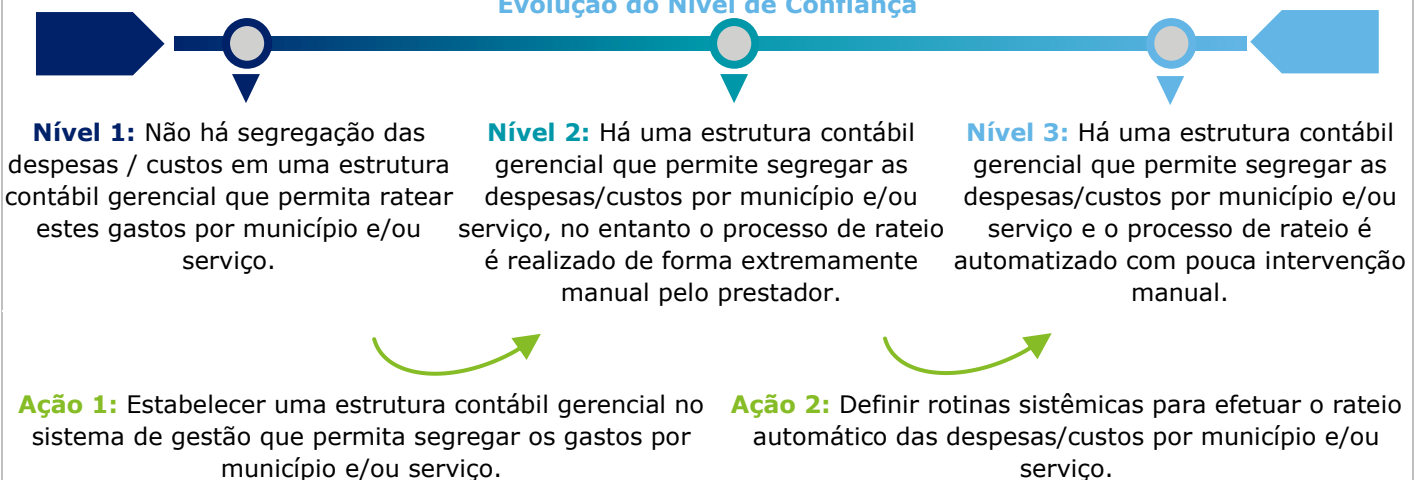 Evolução do Nível de Confiança
Nível 1: Não há segregação das
despesas / custos em uma estrutura
contábil gerencial que permita ratear
estes gastos por município e/ou
serviço.
Nível 2: Há uma estrutura contábil
gerencial que permite segregar as
despesas/custos por município e/ou
serviço, no entanto o processo de rateio
é realizado de forma extremamente
manual pelo prestador.
Nível 3: Há uma estrutura contábil
gerencial que permite segregar as
despesas/custos por município e/ou
serviço e o processo de rateio é
automatizado com pouca intervenção
manual.
Ação 1: Estabelecer uma estrutura contábil gerencial no
sistema de gestão que permita segregar os gastos por
município e/ou serviço.
Ação 2: Definir rotinas sistêmicas para efetuar o rateio
automático das despesas/custos por município e/ou
serviço.